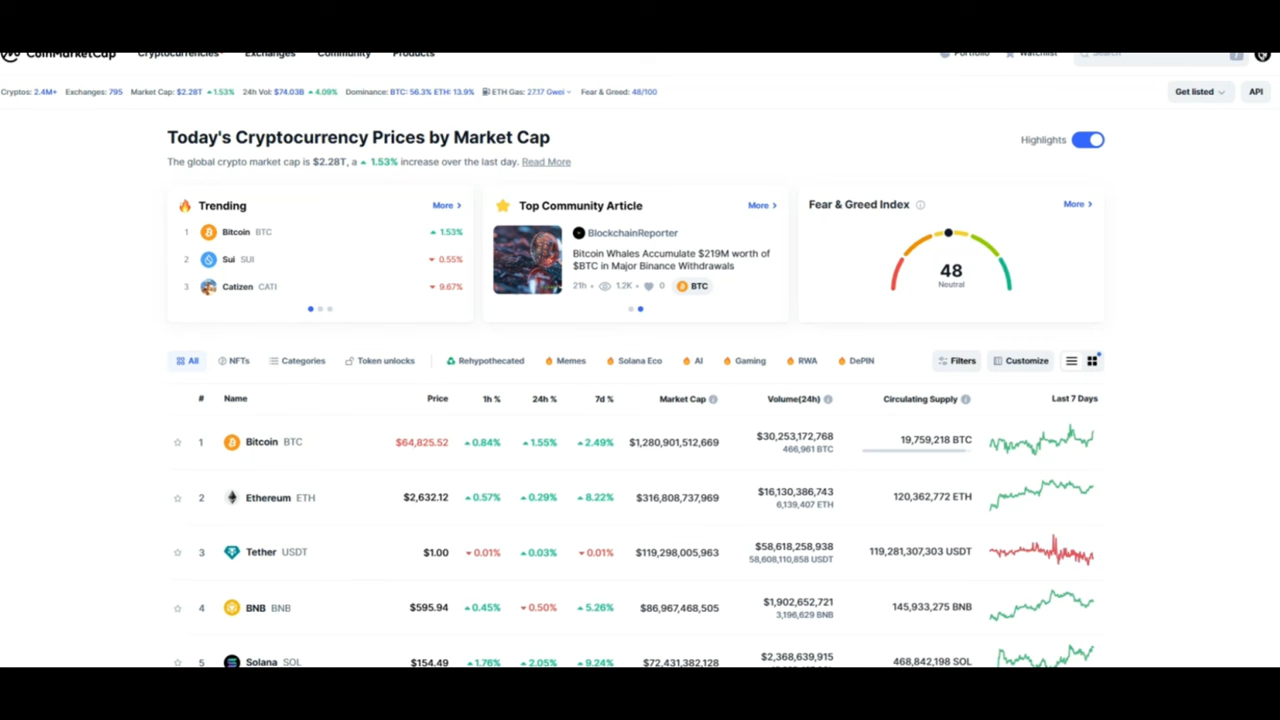 CoinMarketCap Cryptocurrencies Exchanges Community Products Portfolio Watchlist Search /
Cryptos: 2.4M+ Exchanges: 795 Market Cap: $2.28T 1.53% 24h Vol: $74.03B 4.09% Dominance: BTC: 56.3% ETH: 13.9% ETH Gas: 27.17 Gwei Fear & Greed: 48/100 Get listed API
Today's Cryptocurrency Prices by Market Cap
Highlights
The global crypto market cap is $2.28T, a 1.53% increase over the last day. Read More
Trending More
1 Bitcoin BTC 1.53%
2 Sui SUI 0.55%
3 Catizen CATI 9.67%
Top Community Article More
BlockchainReporter
Bitcoin Whales Accumulate $219M worth of
$BTC in Major Binance Withdrawals
21h • 1.2K • 0 BTC
Fear & Greed Index More
48
Neutral
All NFTs Categories Token unlocks Rehypothecated Memes Solana Eco AI Gaming RWA DePIN Filters Customize
# Name Price 1h % 24h % 7d % Market Cap Volume(24h) Circulating Supply Last 7 Days
1 Bitcoin BTC $64,825.52 0.84% 1.55% 2.49% $1,280,901,512,669 $30,253,172,768 19,759,218 BTC
466,961 BTC
2 Ethereum ETH $2,632.12 0.57% 0.29% 8.22% $316,808,737,969 $16,130,386,743 120,362,772 ETH
6,139,407 ETH
3 Tether USDT $1.00 0.01% 0.03% 0.01% $119,298,005,963 $58,618,258,938 119,281,307,303 USDT
58,608,110,858 USDT
4 BNB BNB $595.94 0.45% 0.50% 5.26% $86,967,468,505 $1,902,652,721 145,933,275 BNB
3,196,629 BNB
5 Solana SOL $154.49 1.76% 2.05% 9.24% $72,431,382,128 $2,368,639,915 468,842,198 SOL